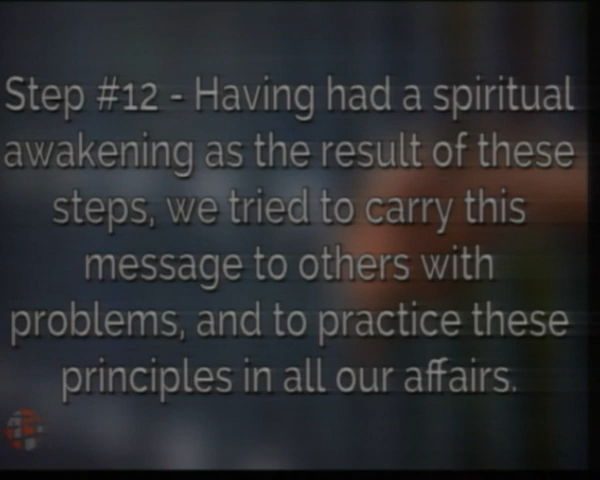 Step #12 - Having had a spiritual
awakening as the result of these
steps, we tried to carry this
message to others with
problems, and to practice these
principles in all our affairs.